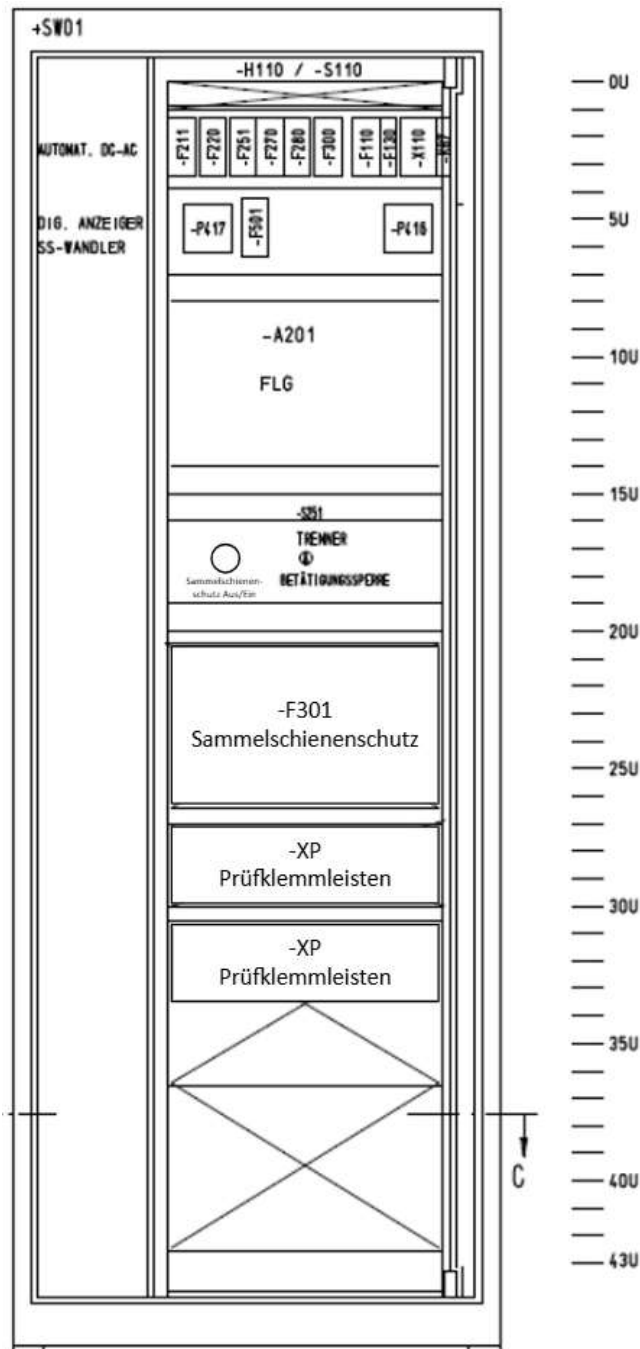 +SW01
-H110 / -S110
AUTOMAT. DC-AC
-F211
-F220
-F251
-F270
-F280
-F300
-F110
-F130
-X110
-K87
DIG. ANZEIGER
SS-WANDLER
-P417
-F501
-P416
-A201
FLG
-S251
TRENNER
BETÄTIGUNGSSPERRE
Sammelschienen-
schutz Aus/Ein
-F301
Sammelschienenschutz
-XP
Prüfklemmleisten
-XP
Prüfklemmleisten
C
0U
5U
10U
15U
20U
25U
30U
35U
40U
43U